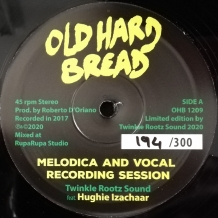 OLD HARD
BREAD
45 rpm Stereo
Prod. by Roberto D'Oriano
Recorded in 2017
℗+©2020
Mixed at
RupaRupa Studio
SIDE A
OHB 1209
Limited edition by
Twinkle Rootz Sound 2020
194 /300
MELODICA AND VOCAL
RECORDING SESSION
Twinkle Rootz Sound
feat Hughie Izachaar